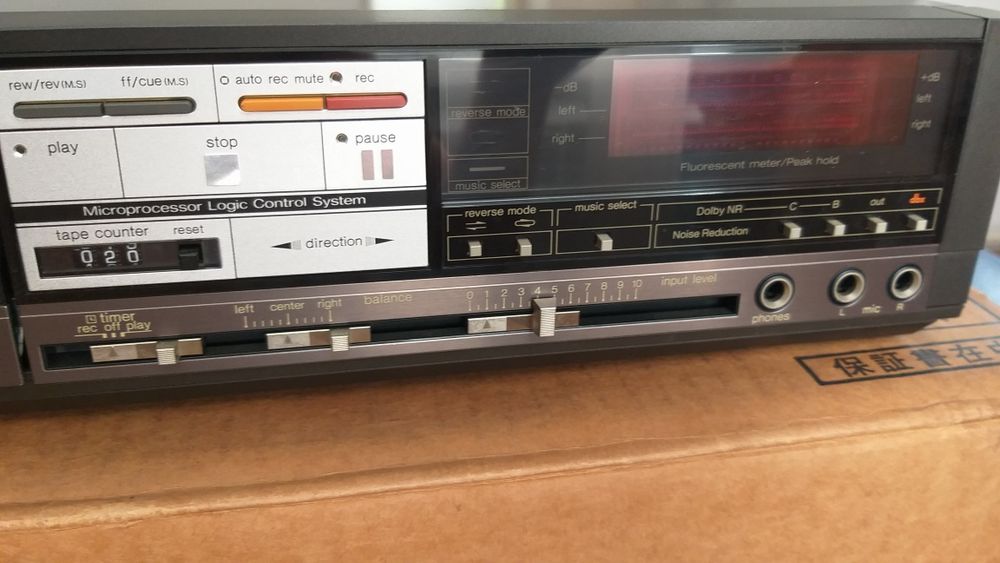 rew/rev(M.S) ff/cue(M.S)
auto rec mute rec
play
stop
pause
Microprocessor Logic Control System
tape counter reset
020
direction
reverse mode
music select
-dB
left
right
+dB
left
right
Fluorescent meter/Peak hold
reverse mode
music select
Dolby NR C B out dbx
Noise Reduction
timer
rec off play
left center right balance
0 1 2 3 4 5 6 7 8 9 10 input level
phones
L mic R
保証書在中